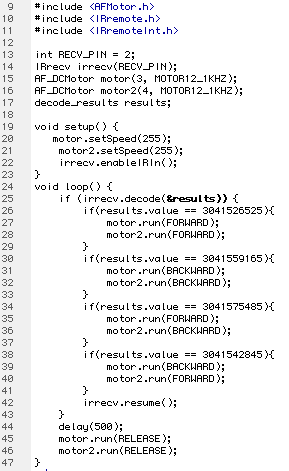 9 #include <AFMotor.h>
10 #include <IRremote.h>
11 #include <IRremoteInt.h>
12
13 int RECV_PIN = 2;
14 IRrecv irrecv(RECV_PIN);
15 AF_DCMotor motor(3, MOTOR12_1KHZ);
16 AF_DCMotor motor2(4, MOTOR12_1KHZ);
17 decode_results results;
18
19 void setup() {
20 motor.setSpeed(255);
21 motor2.setSpeed(255);
22 irrecv.enableIRIn();
23 }
24 void loop() {
25 if (irrecv.decode(&results)) {
26 if(results.value == 3041526525){
27 motor.run(FORWARD);
28 motor2.run(FORWARD);
29 }
30 if(results.value == 3041559165){
31 motor.run(BACKWARD);
32 motor2.run(BACKWARD);
33 }
34 if(results.value == 3041575485){
35 motor.run(FORWARD);
36 motor2.run(BACKWARD);
37 }
38 if(results.value == 3041542845){
39 motor.run(BACKWARD);
40 motor2.run(FORWARD);
41 }
42 irrecv.resume();
43 }
44 delay(500);
45 motor.run(RELEASE);
46 motor2.run(RELEASE);
47 }